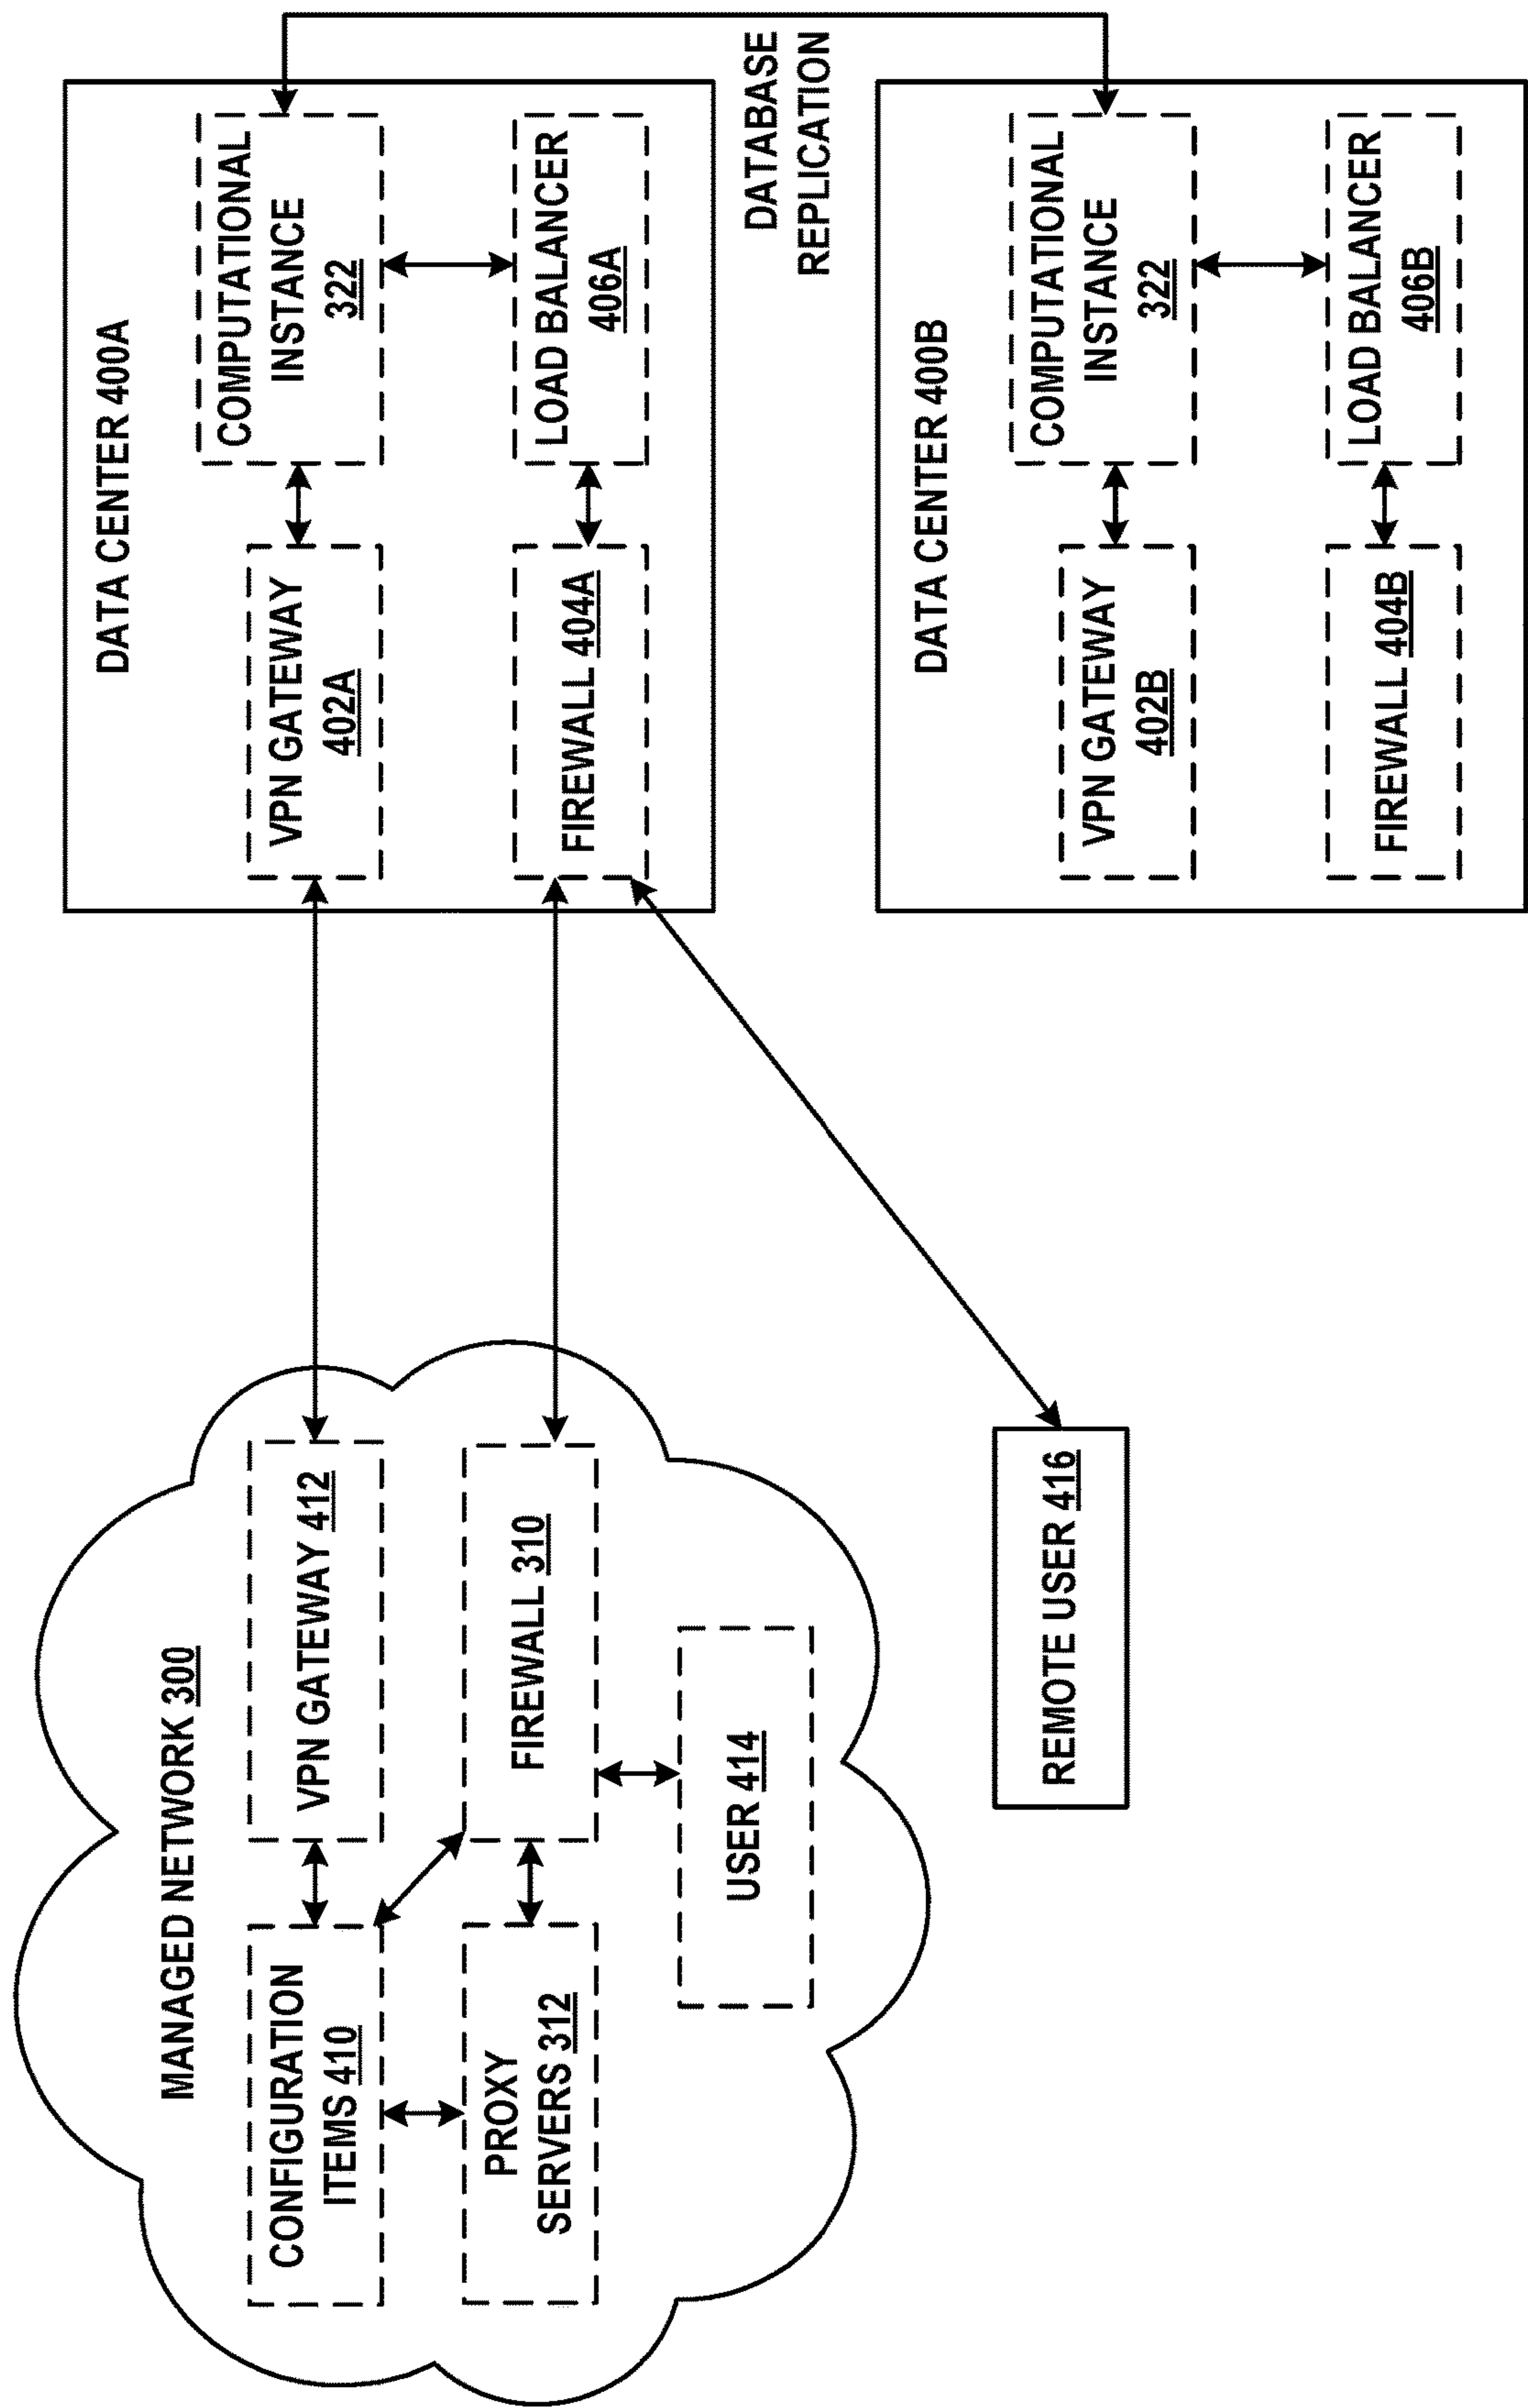 MANAGED NETWORK 300
CONFIGURATION
ITEMS 410
VPN GATEWAY 412
PROXY
SERVERS 312
FIREWALL 310
USER 414
REMOTE USER 416
DATA CENTER 400A
VPN GATEWAY
402A
COMPUTATIONAL
INSTANCE
322
FIREWALL 404A
LOAD BALANCER
406A
DATABASE
REPLICATION
DATA CENTER 400B
VPN GATEWAY
402B
COMPUTATIONAL
INSTANCE
322
FIREWALL 404B
LOAD BALANCER
406B